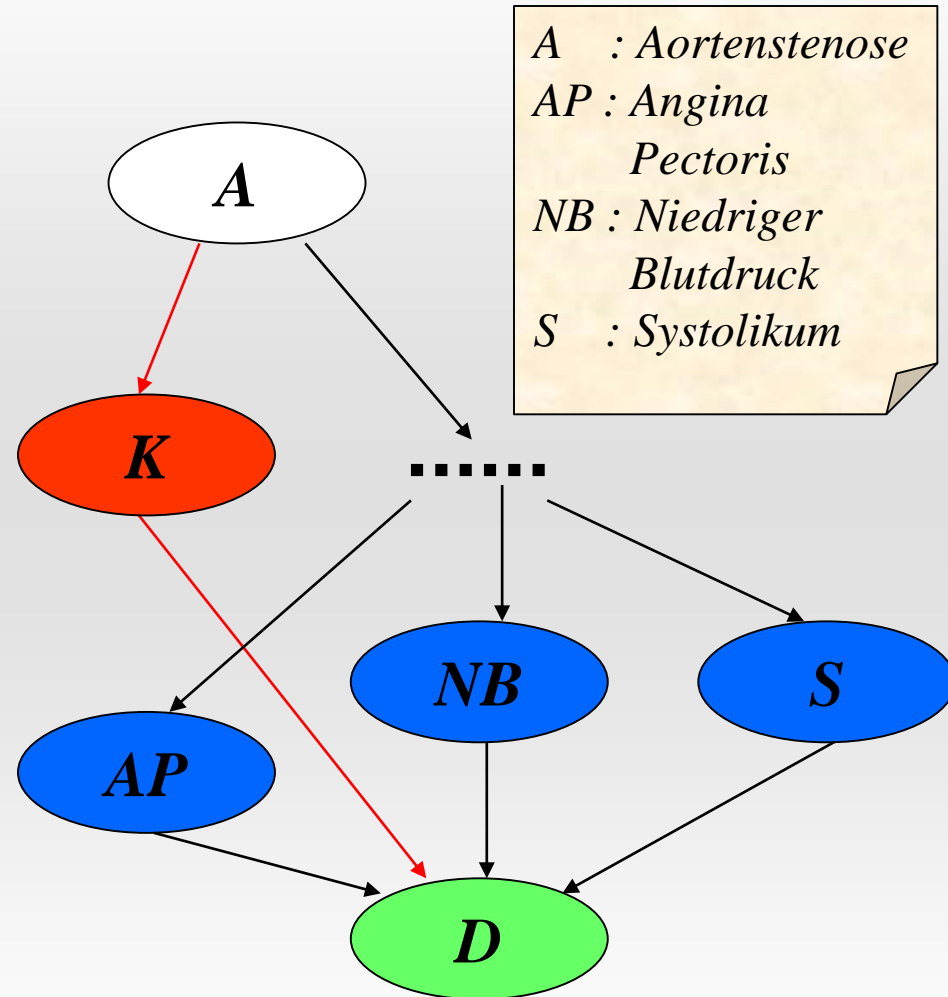 A : Aortenstenose
AP : Angina
Pectoris
NB : Niedriger
Blutdruck
S : Systolikum
A
K
......
NB
S
AP
D